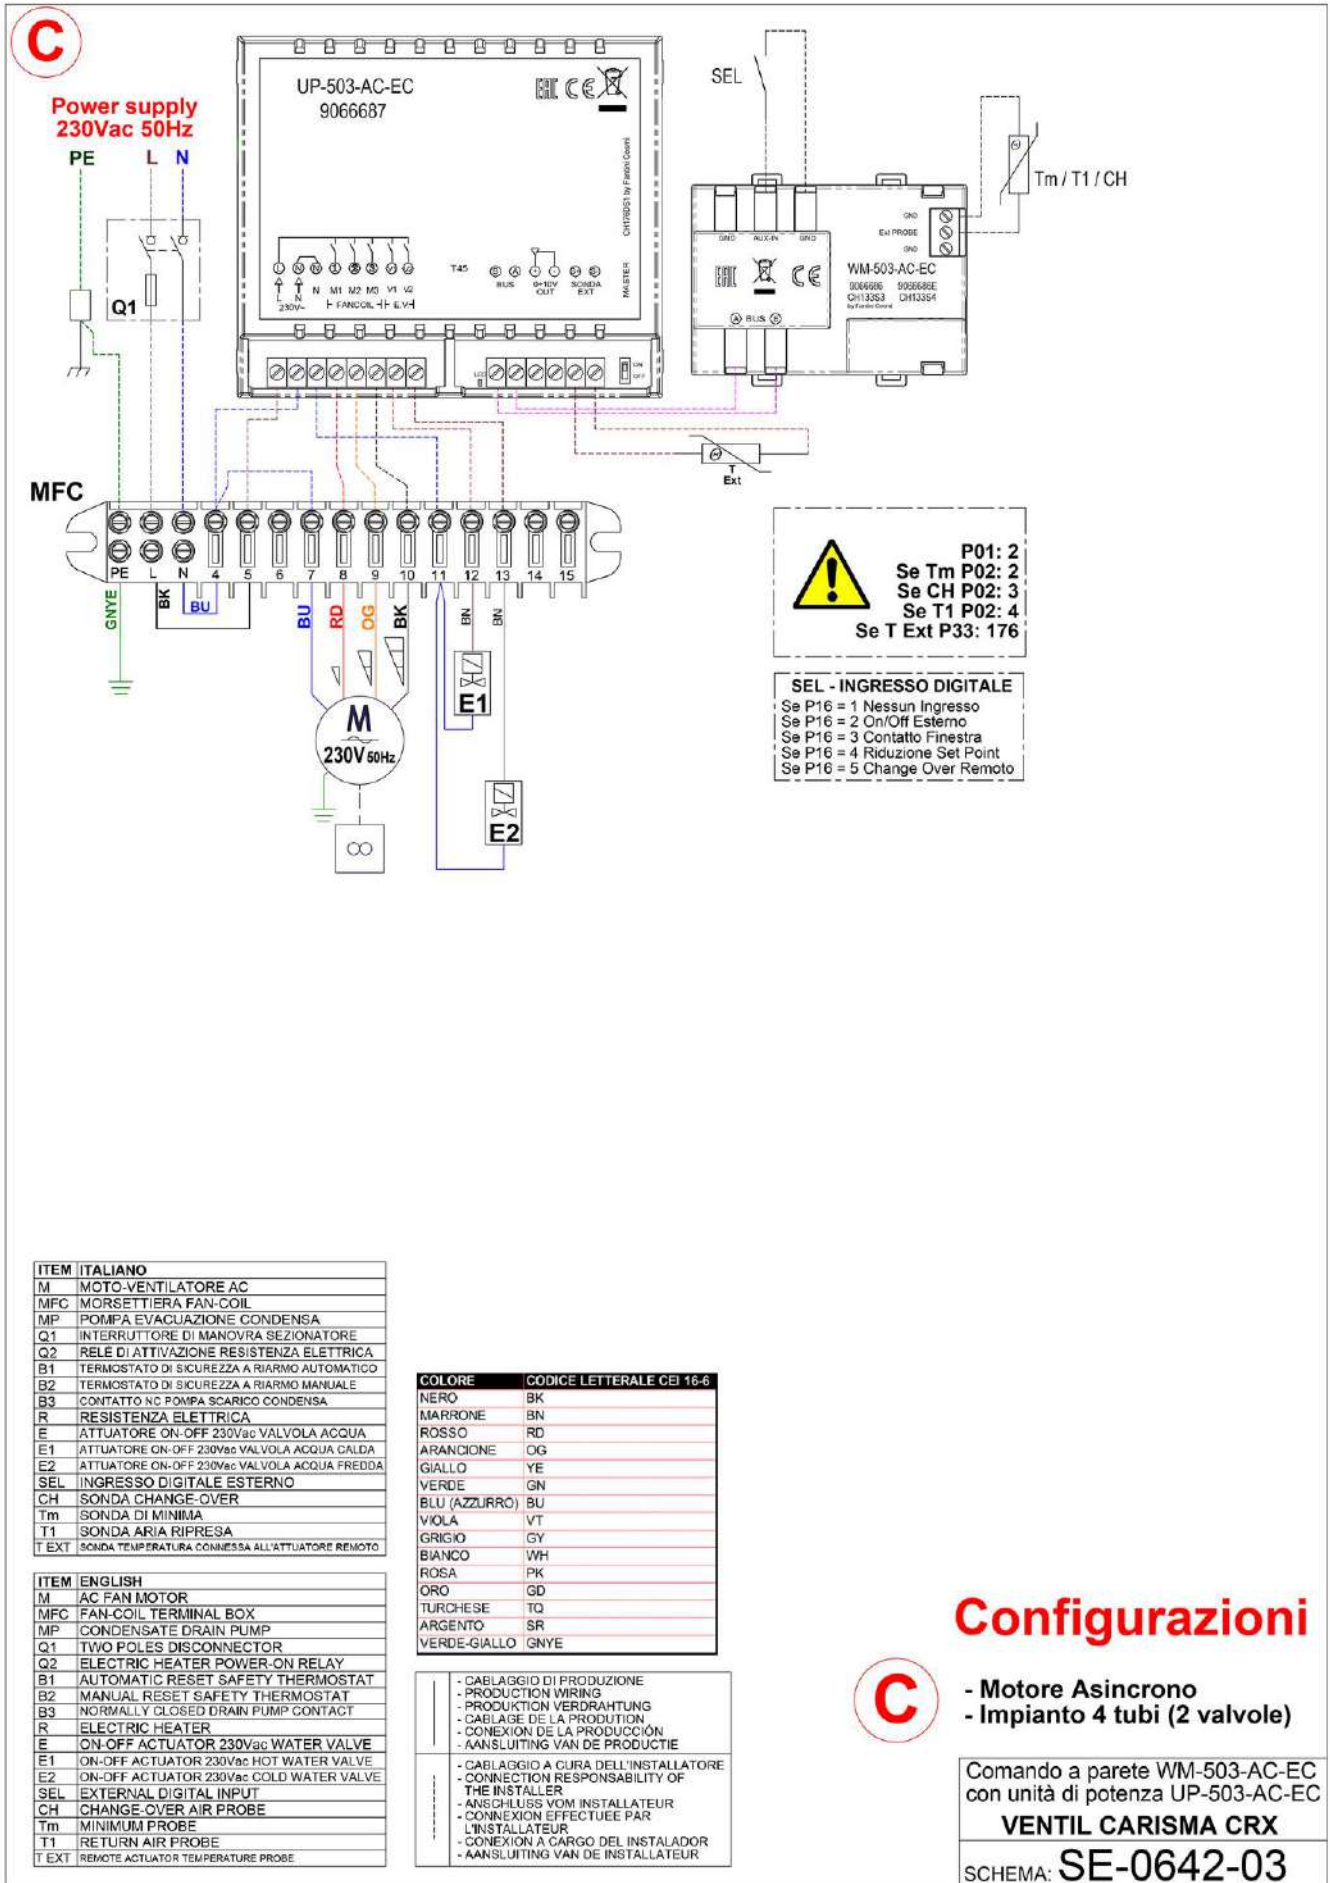 C
Power supply
230Vac 50Hz
PE L N
Q1
UP-503-AC-EC
9066687
CH176DS1 by Fantini Cosmi
MASTER
L N N M1 M2 M3 V1 V2
230V~ FANCOIL E.V.
T45
B A
BUS 0÷10V OUT SONDA EXT
LED
ON
OFF
SEL
Tm / T1 / CH
GND AUX-IN GND
GND
Ext PROBE
GND
WM-503-AC-EC
9066686 9066686E
CH133S3 CH133S4
by Fantini Cosmi
A BUS B
T
Ext
MFC
PE L N 4 5 6 7 8 9 10 11 12 13 14 15
GNYE BK BU BU RD OG BK BN BN
M
230V 50Hz
E1
E2
P01: 2
Se Tm P02: 2
Se CH P02: 3
Se T1 P02: 4
Se T Ext P33: 176
SEL - INGRESSO DIGITALE
Se P16 = 1 Nessun Ingresso
Se P16 = 2 On/Off Esterno
Se P16 = 3 Contatto Finestra
Se P16 = 4 Riduzione Set Point
Se P16 = 5 Change Over Remoto
ITEM ITALIANO
M MOTO-VENTILATORE AC
MFC MORSETTIERA FAN-COIL
MP POMPA EVACUAZIONE CONDENSA
Q1 INTERRUTTORE DI MANOVRA SEZIONATORE
Q2 RELÈ DI ATTIVAZIONE RESISTENZA ELETTRICA
B1 TERMOSTATO DI SICUREZZA A RIARMO AUTOMATICO
B2 TERMOSTATO DI SICUREZZA A RIARMO MANUALE
B3 CONTATTO NC POMPA SCARICO CONDENSA
R RESISTENZA ELETTRICA
E ATTUATORE ON-OFF 230Vac VALVOLA ACQUA
E1 ATTUATORE ON-OFF 230Vac VALVOLA ACQUA CALDA
E2 ATTUATORE ON-OFF 230Vac VALVOLA ACQUA FREDDA
SEL INGRESSO DIGITALE ESTERNO
CH SONDA CHANGE-OVER
Tm SONDA DI MINIMA
T1 SONDA ARIA RIPRESA
T EXT SONDA TEMPERATURA CONNESSA ALL'ATTUATORE REMOTO
ITEM ENGLISH
M AC FAN MOTOR
MFC FAN-COIL TERMINAL BOX
MP CONDENSATE DRAIN PUMP
Q1 TWO POLES DISCONNECTOR
Q2 ELECTRIC HEATER POWER-ON RELAY
B1 AUTOMATIC RESET SAFETY THERMOSTAT
B2 MANUAL RESET SAFETY THERMOSTAT
B3 NORMALLY CLOSED DRAIN PUMP CONTACT
R ELECTRIC HEATER
E ON-OFF ACTUATOR 230Vac WATER VALVE
E1 ON-OFF ACTUATOR 230Vac HOT WATER VALVE
E2 ON-OFF ACTUATOR 230Vac COLD WATER VALVE
SEL EXTERNAL DIGITAL INPUT
CH CHANGE-OVER AIR PROBE
Tm MINIMUM PROBE
T1 RETURN AIR PROBE
T EXT REMOTE ACTUATOR TEMPERATURE PROBE
COLORE CODICE LETTERALE CEI 16-6
NERO BK
MARRONE BN
ROSSO RD
ARANCIONE OG
GIALLO YE
VERDE GN
BLU (AZZURRO) BU
VIOLA VT
GRIGIO GY
BIANCO WH
ROSA PK
ORO GD
TURCHESE TQ
ARGENTO SR
VERDE-GIALLO GNYE
- CABLAGGIO DI PRODUZIONE
- PRODUCTION WIRING
- PRODUKTION VERDRAHTUNG
- CABLAGE DE LA PRODUTION
- CONEXION DE LA PRODUCCIÓN
- AANSLUITING VAN DE PRODUCTIE
- CABLAGGIO A CURA DELL'INSTALLATORE
- CONNECTION RESPONSABILITY OF
THE INSTALLER
- ANSCHLUSS VOM INSTALLATEUR
- CONNEXION EFFECTUEE PAR
L'INSTALLATEUR
- CONEXION A CARGO DEL INSTALADOR
- AANSLUITING VAN DE INSTALLATEUR
Configurazioni
C
- Motore Asincrono
- Impianto 4 tubi (2 valvole)
Comando a parete WM-503-AC-EC
con unità di potenza UP-503-AC-EC
VENTIL CARISMA CRX
SCHEMA: SE-0642-03